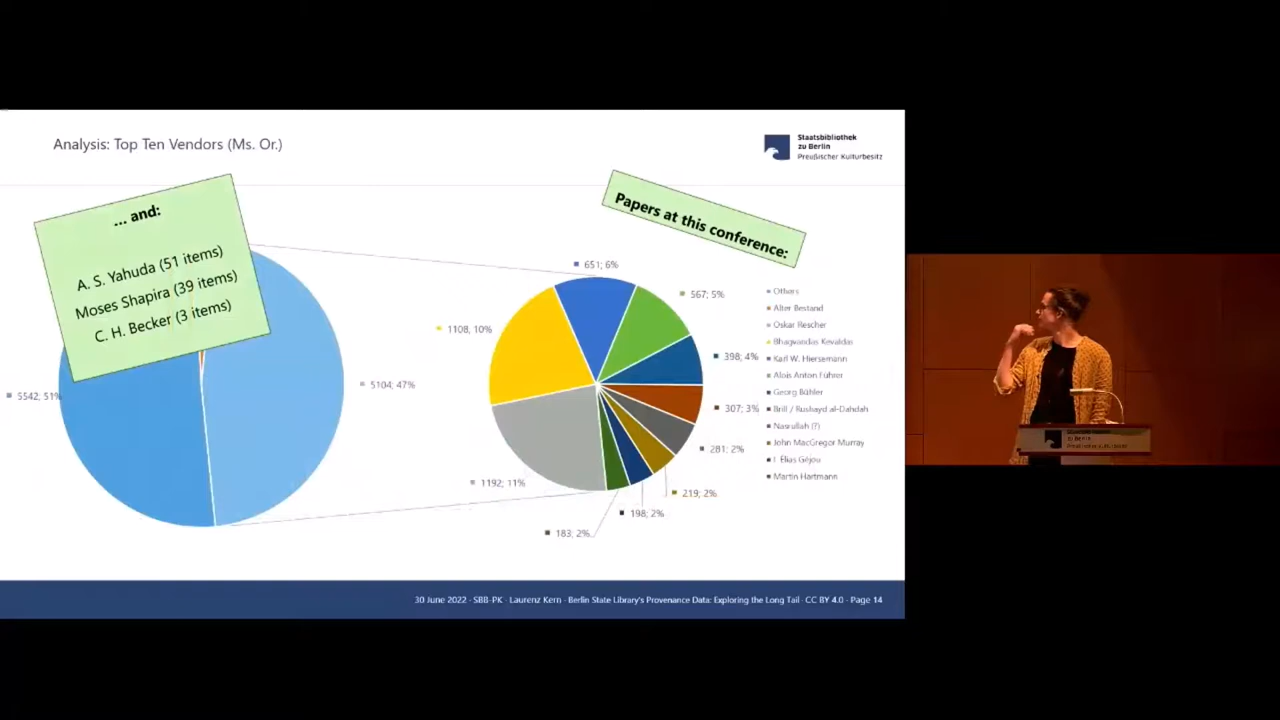 Analysis: Top Ten Vendors (Ms. Or.)
Staatsbibliothek
zu Berlin
Preußischer Kulturbesitz
... and:
A. S. Yahuda (51 items)
Moses Shapira (39 items)
C. H. Becker (3 items)
Papers at this conference:
5542; 51%
5104; 47%
651; 6%
567; 5%
398; 4%
307; 3%
281; 2%
219; 2%
198; 2%
183; 2%
1192; 11%
1108; 10%
Others
Alter Bestand
Oskar Rescher
Bhagvandas Kevaldas
Karl W. Hiersemann
Alois Anton Führer
Georg Bühler
Brill / Rushayd al-Dahdah
Nasrullah (?)
John MacGregor Murray
I. Elias Géjou
Martin Hartmann
30 June 2022 - SBB-PK - Laurenz Kern - Berlin State Library's Provenance Data: Exploring the Long Tail - CC BY 4.0 - Page 14
Staatsbibliothek
zu Berlin